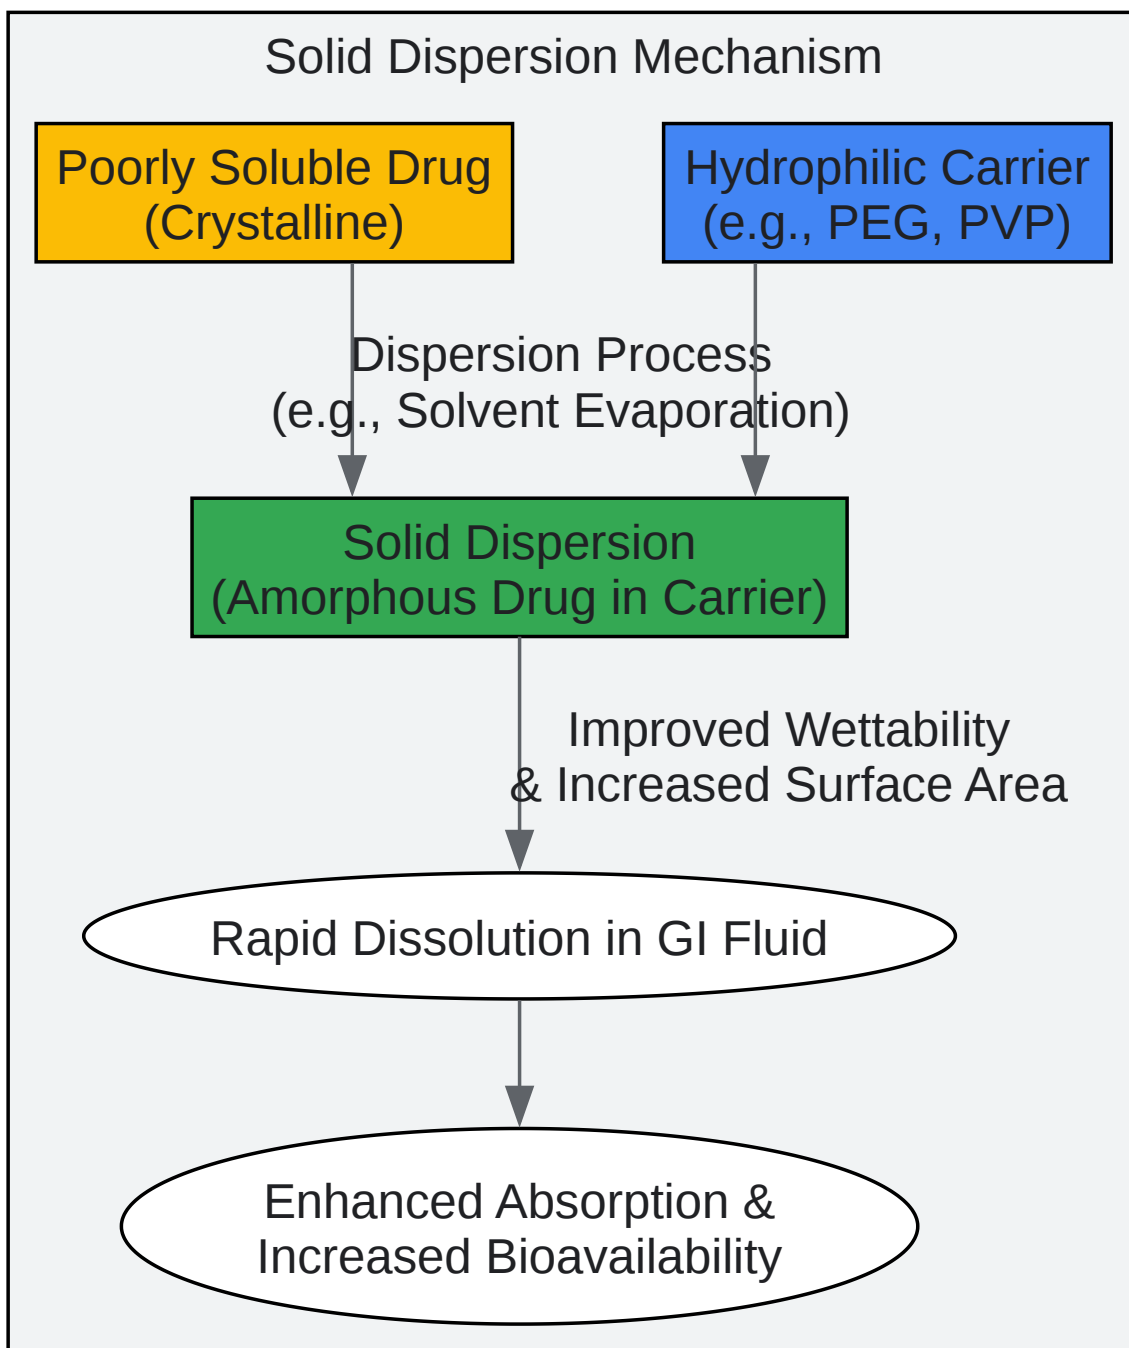 Solid Dispersion Mechanism
Poorly Soluble Drug
(Crystalline)
Hydrophilic Carrier
(e.g., PEG, PVP)
Dispersion Process
(e.g., Solvent Evaporation)
Solid Dispersion
(Amorphous Drug in Carrier)
Improved Wettability
& Increased Surface Area
Rapid Dissolution in GI Fluid
Enhanced Absorption &
Increased Bioavailability